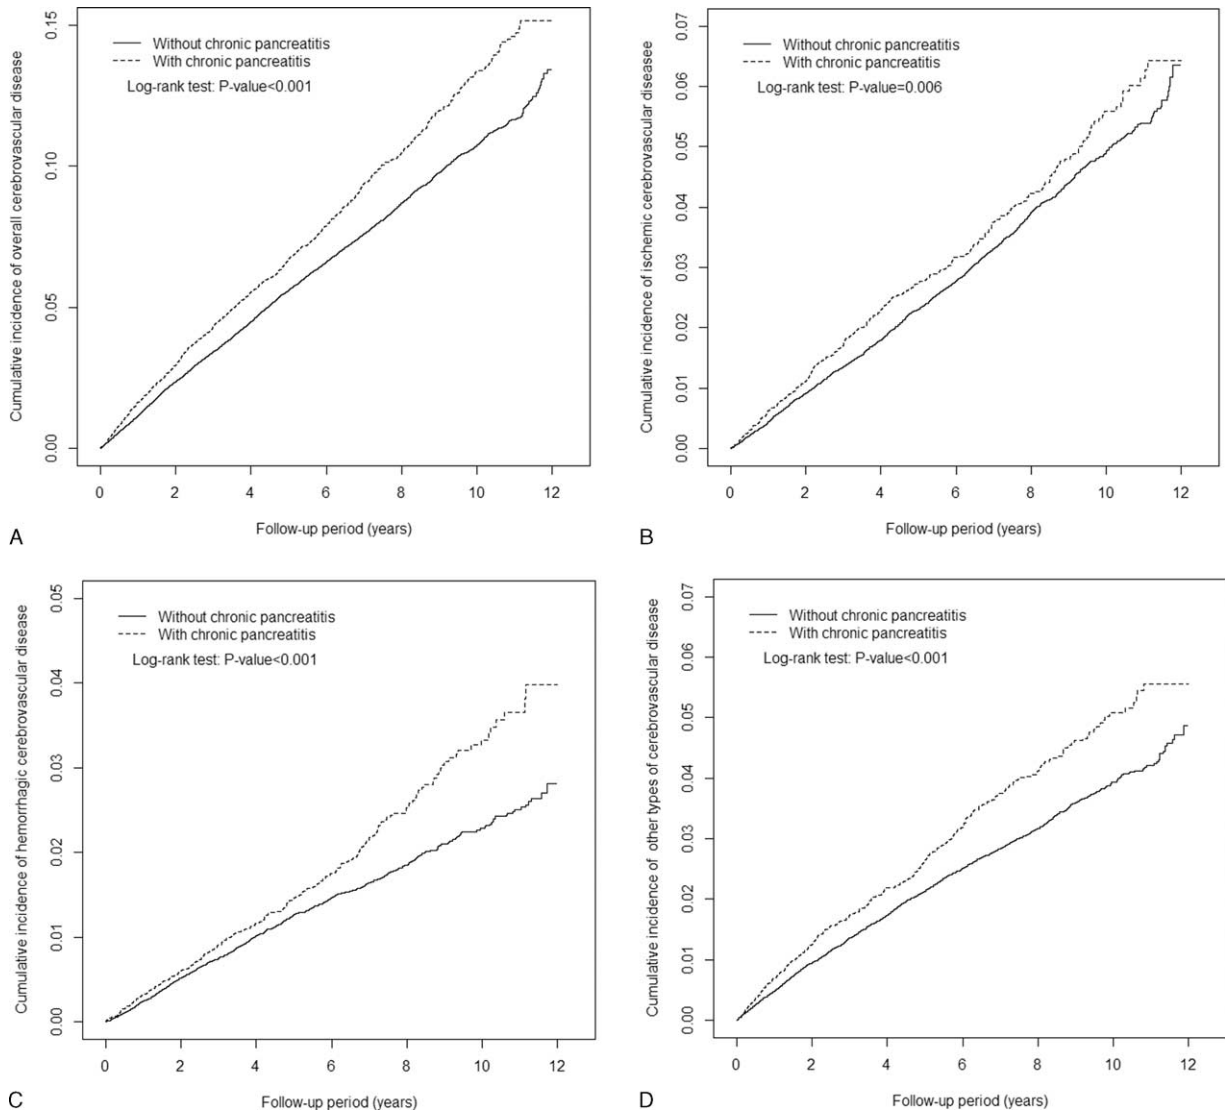 Cumulative incidence of overall cerebrovascular disease
0.15
0.10
0.05
0.00
Without chronic pancreatitis
With chronic pancreatitis
Log-rank test: P-value<0.001
0 2 4 6 8 10 12
Follow-up period (years)
A
Cumulative incidence of ischemic cerebrovascular diseasee
0.07
0.06
0.05
0.04
0.03
0.02
0.01
0.00
Without chronic pancreatitis
With chronic pancreatitis
Log-rank test: P-value=0.006
0 2 4 6 8 10 12
Follow-up period (years)
B
Cumulative incidence of hemorrhagic cerebrovascular disease
0.05
0.04
0.03
0.02
0.01
0.00
Without chronic pancreatitis
With chronic pancreatitis
Log-rank test: P-value<0.001
0 2 4 6 8 10 12
Follow-up period (years)
C
Cumulative incidence of other types of cerebrovascular disease
0.07
0.06
0.05
0.04
0.03
0.02
0.01
0.00
Without chronic pancreatitis
With chronic pancreatitis
Log-rank test: P-value<0.001
0 2 4 6 8 10 12
Follow-up period (years)
D